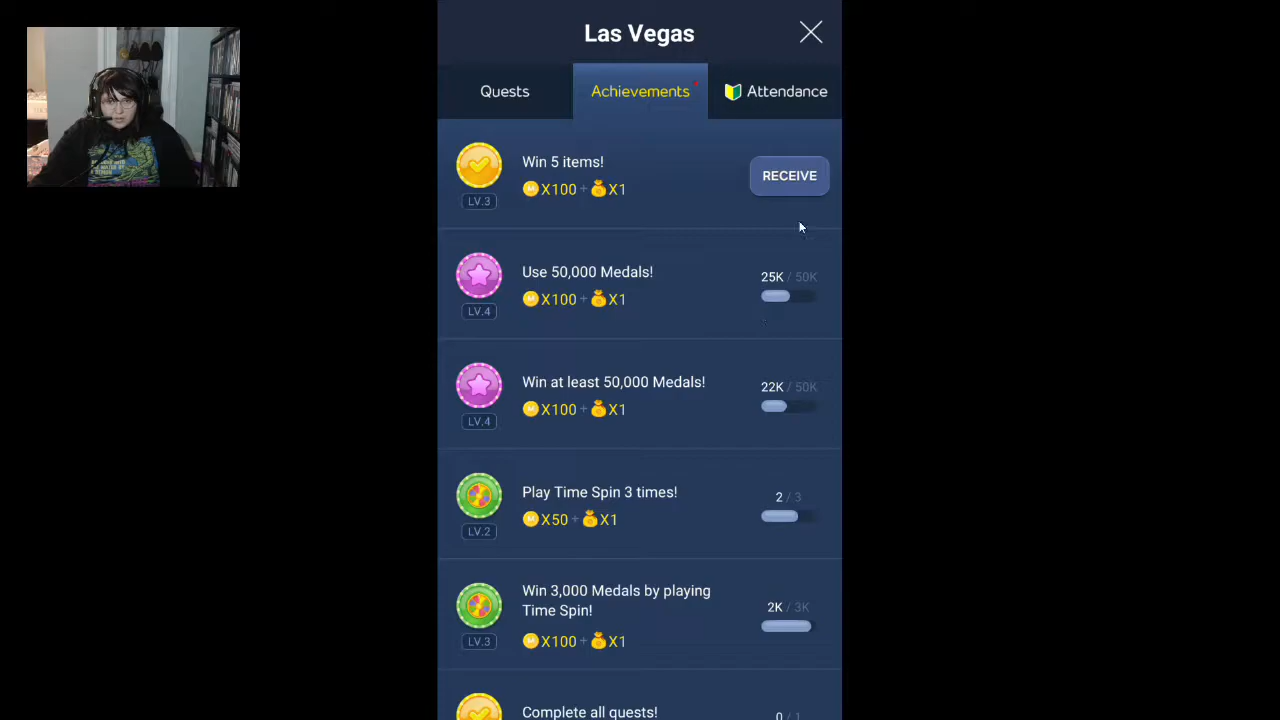 Las Vegas
Quests
Achievements
Attendance
Win 5 items!
RECEIVE
M X100 + X1
LV.3
Use 50,000 Medals!
25K / 50K
M X100 + X1
LV.4
Win at least 50,000 Medals!
22K / 50K
M X100 + X1
LV.4
Play Time Spin 3 times!
2 / 3
M X50 + X1
LV.2
Win 3,000 Medals by playing
Time Spin!
2K / 3K
M X100 + X1
LV.3
Complete all quests!
0 / 1